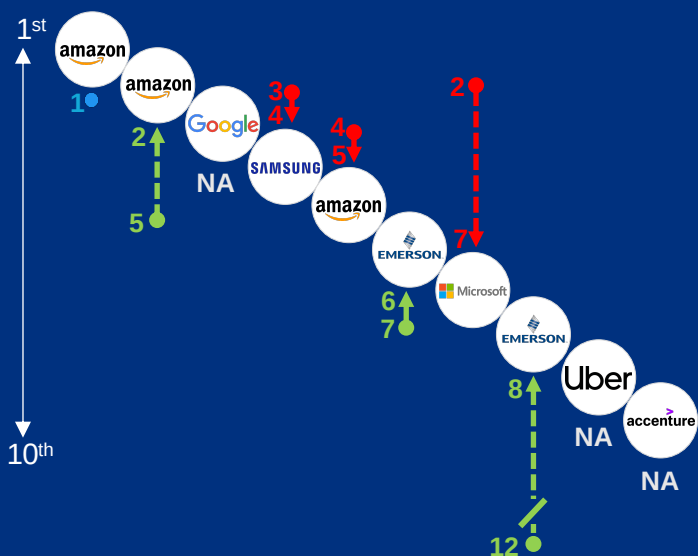 1st
amazon
1
amazon
2
5
Google
NA
3
4
SAMSUNG
4
5
amazon
EMERSON
6
7
2
7
Microsoft
EMERSON
8
12
Uber
NA
accenture
NA
10th